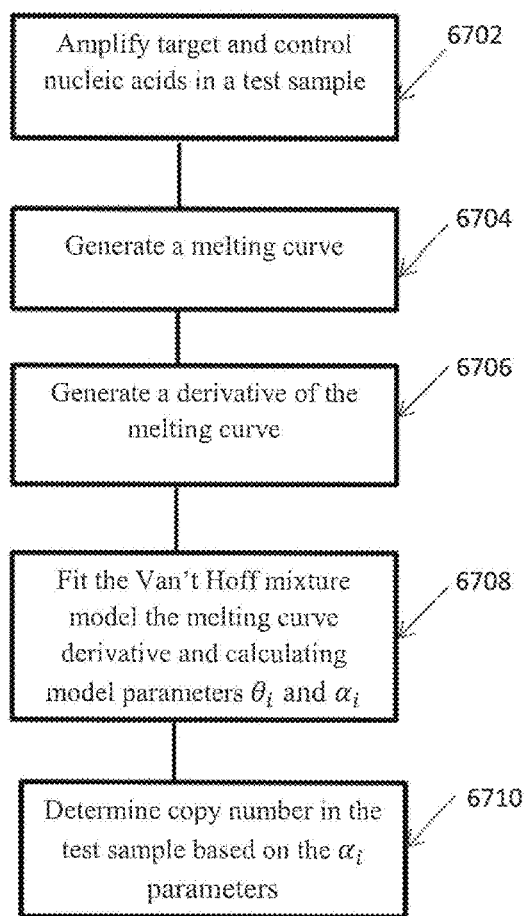 Amplify target and control
nucleic acids in a test sample
6702
Generate a melting curve
6704
Generate a derivative of the
melting curve
6706
Fit the Van't Hoff mixture
model the melting curve
derivative and calculating
model parameters θᵢ and αᵢ
6708
Determine copy number in the
test sample based on the αᵢ
parameters
6710